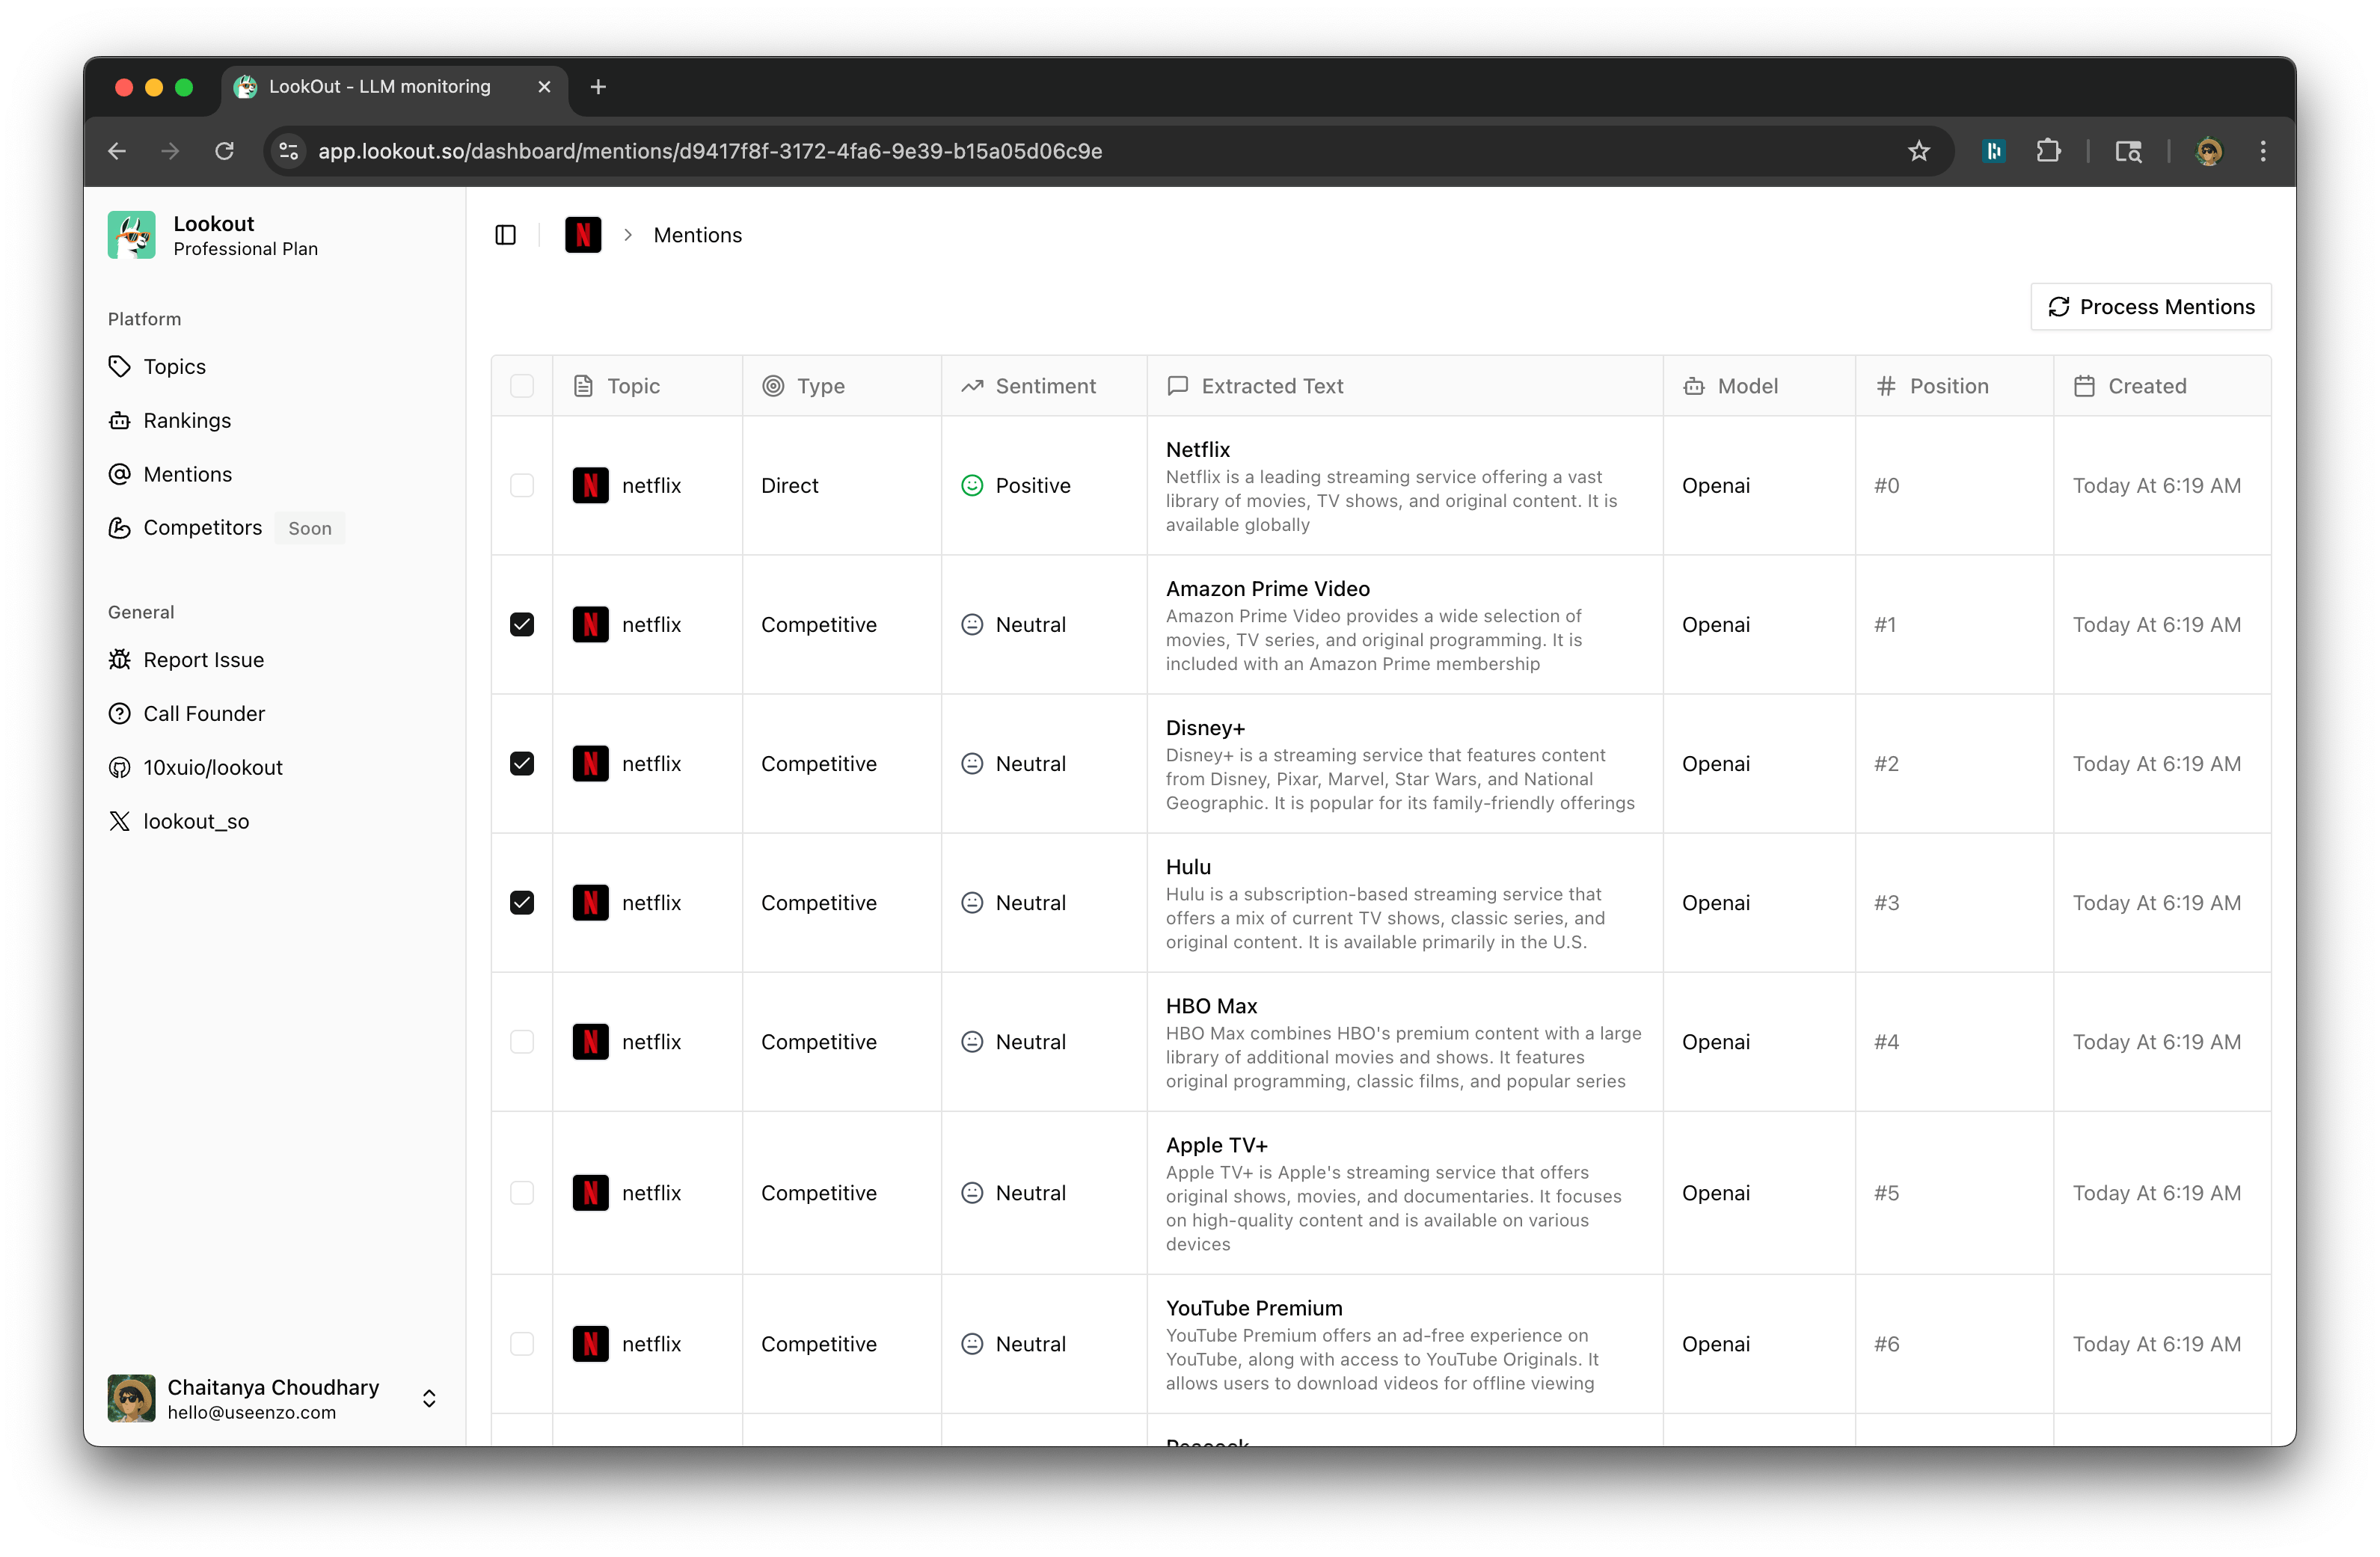 LookOut - LLM monitoring
app.lookout.so/dashboard/mentions/d9417f8f-3172-4fa6-9e39-b15a05d06c9e
Lookout
Professional Plan
Platform
Topics
Rankings
Mentions
Competitors Soon
General
Report Issue
Call Founder
10xuio/lookout
lookout_so
Chaitanya Choudhary
hello@useenzo.com
N Mentions
Process Mentions
Topic Type Sentiment Extracted Text Model Position Created
N netflix Direct Positive
Netflix
Netflix is a leading streaming service offering a vast
library of movies, TV shows, and original content. It is
available globally
Openai #0 Today At 6:19 AM
N netflix Competitive Neutral
Amazon Prime Video
Amazon Prime Video provides a wide selection of
movies, TV series, and original programming. It is
included with an Amazon Prime membership
Openai #1 Today At 6:19 AM
N netflix Competitive Neutral
Disney+
Disney+ is a streaming service that features content
from Disney, Pixar, Marvel, Star Wars, and National
Geographic. It is popular for its family-friendly offerings
Openai #2 Today At 6:19 AM
N netflix Competitive Neutral
Hulu
Hulu is a subscription-based streaming service that
offers a mix of current TV shows, classic series, and
original content. It is available primarily in the U.S.
Openai #3 Today At 6:19 AM
N netflix Competitive Neutral
HBO Max
HBO Max combines HBO's premium content with a large
library of additional movies and shows. It features
original programming, classic films, and popular series
Openai #4 Today At 6:19 AM
N netflix Competitive Neutral
Apple TV+
Apple TV+ is Apple's streaming service that offers
original shows, movies, and documentaries. It focuses
on high-quality content and is available on various
devices
Openai #5 Today At 6:19 AM
N netflix Competitive Neutral
YouTube Premium
YouTube Premium offers an ad-free experience on
YouTube, along with access to YouTube Originals. It
allows users to download videos for offline viewing
Openai #6 Today At 6:19 AM